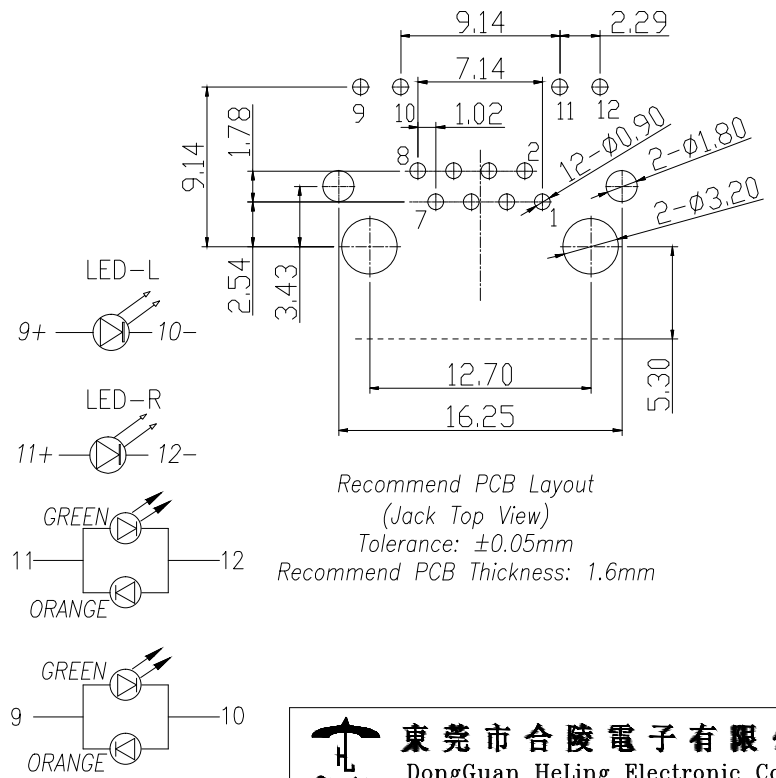 9.14
2.29
7.14
9
10
1.02
11
12
9.14
1.78
8
2
12-ø0.90
2-ø1.80
2-ø3.20
7
1
2.54
3.43
5.30
LED-L
9+
10-
12.70
16.25
LED-R
11+
12-
Recommend PCB Layout
(Jack Top View)
Tolerance: ±0.05mm
Recommend PCB Thickness: 1.6mm
GREEN
11
12
ORANGE
GREEN
9
10
ORANGE
東莞市合陵電子有限
DongGuan HeLing Electronic Co